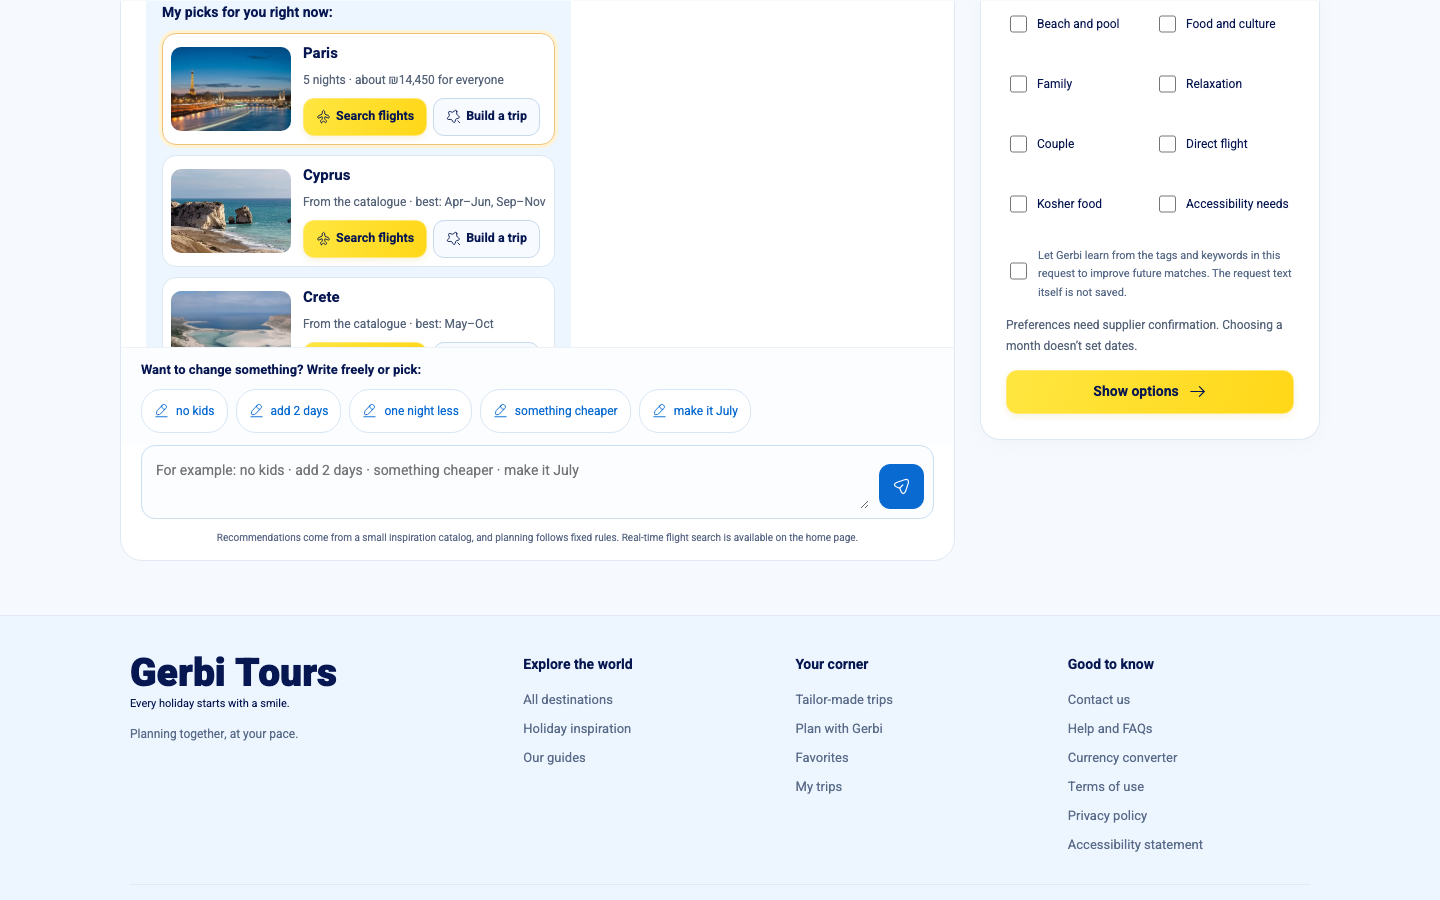 My picks for you right now:
Paris
5 nights · about ₪14,450 for everyone
Search flights
Build a trip
Cyprus
From the catalogue · best: Apr–Jun, Sep–Nov
Search flights
Build a trip
Crete
From the catalogue · best: May–Oct
Want to change something? Write freely or pick:
no kids
add 2 days
one night less
something cheaper
make it July
For example: no kids · add 2 days · something cheaper · make it July
Recommendations come from a small inspiration catalog, and planning follows fixed rules. Real-time flight search is available on the home page.
Beach and pool
Food and culture
Family
Relaxation
Couple
Direct flight
Kosher food
Accessibility needs
Let Gerbi learn from the tags and keywords in this
request to improve future matches. The request text
itself is not saved.
Preferences need supplier confirmation. Choosing a
month doesn't set dates.
Show options
Gerbi Tours
Every holiday starts with a smile.
Planning together, at your pace.
Explore the world
All destinations
Holiday inspiration
Our guides
Your corner
Tailor-made trips
Plan with Gerbi
Favorites
My trips
Good to know
Contact us
Help and FAQs
Currency converter
Terms of use
Privacy policy
Accessibility statement